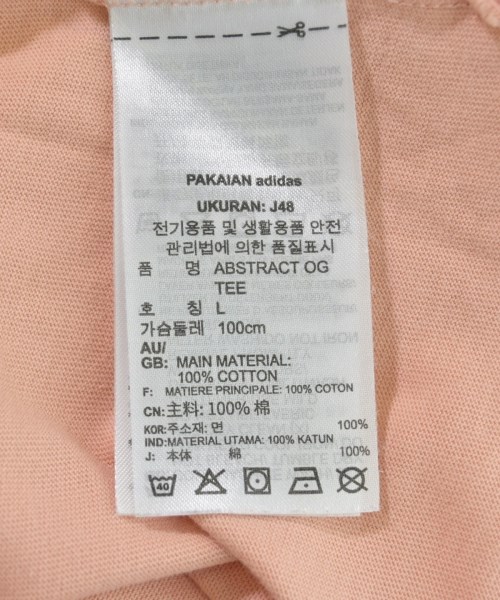 PAKAIAN adidas
UKURAN: J48
전기용품 및 생활용품 안전
관리법에 의한 품질표시
품 명 ABSTRACT OG
TEE
호 칭 L
가슴둘레 100cm
AU/
GB: MAIN MATERIAL:
100% COTTON
F: MATIERE PRINCIPALE: 100% COTON
CN: 主料: 100% 棉
KOR: 주소재: 면 100%
IND: MATERIAL UTAMA: 100% KATUN
J: 本体 綿 100%
40